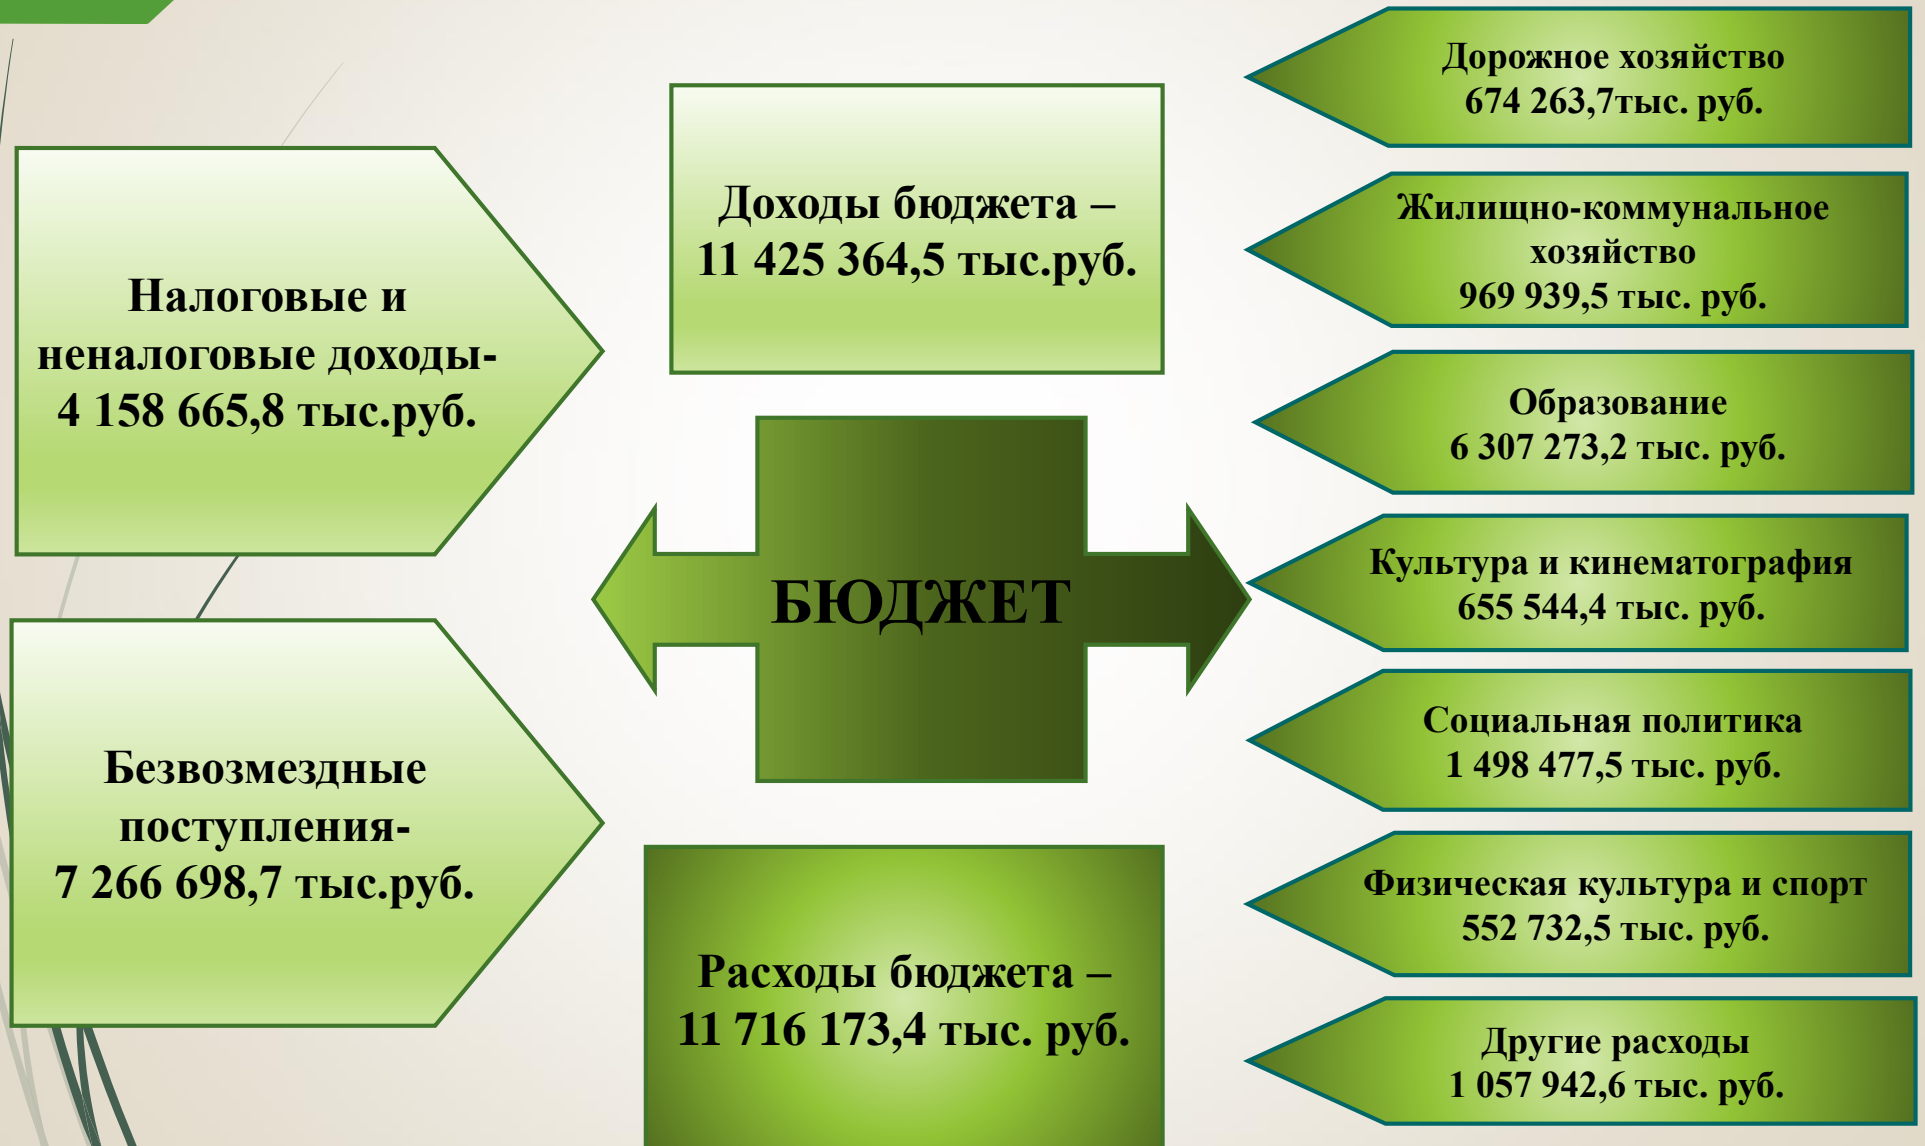 Налоговые и
неналоговые доходы-
4 158 665,8 тыс.руб.
Безвозмездные
поступления-
7 266 698,7 тыс.руб.
Доходы бюджета –
11 425 364,5 тыс.руб.
БЮДЖЕТ
Расходы бюджета –
11 716 173,4 тыс. руб.
Дорожное хозяйство
674 263,7тыс. руб.
Жилищно-коммунальное
хозяйство
969 939,5 тыс. руб.
Образование
6 307 273,2 тыс. руб.
Культура и кинематография
655 544,4 тыс. руб.
Социальная политика
1 498 477,5 тыс. руб.
Физическая культура и спорт
552 732,5 тыс. руб.
Другие расходы
1 057 942,6 тыс. руб.